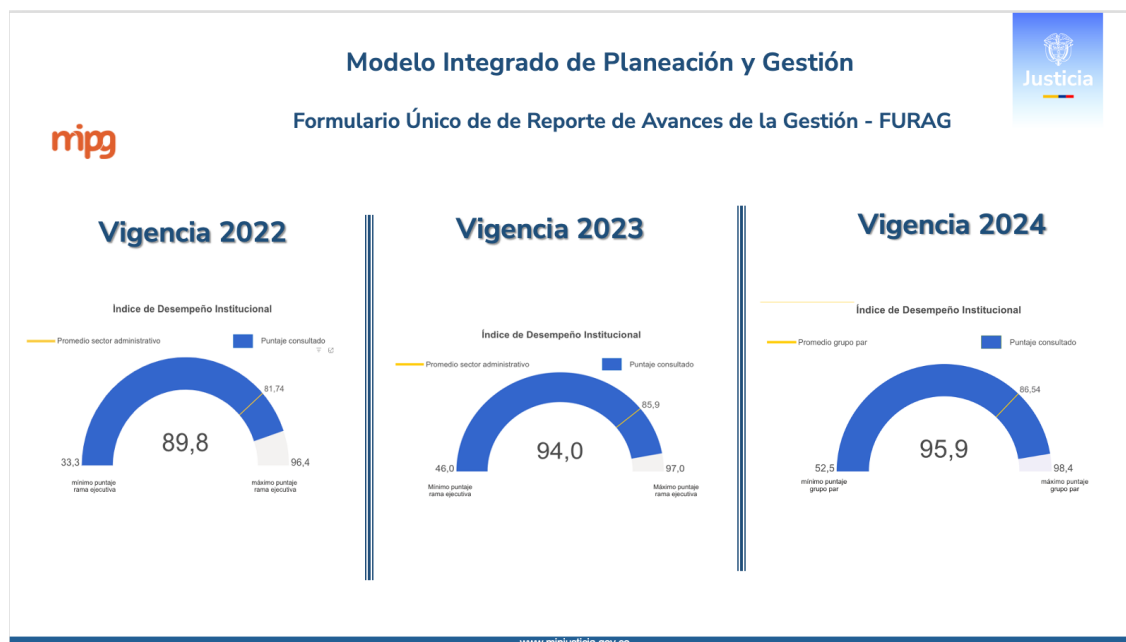 Modelo Integrado de Planeación y Gestión
Justicia
Formulario Único de de Reporte de Avances de la Gestión - FURAG
mipg
Vigencia 2022
Índice de Desempeño Institucional
Promedio sector administrativo
Puntaje consultado
81,74
89,8
33,3
96,4
mínimo puntaje
rama ejecutiva
máximo puntaje
rama ejecutiva
Vigencia 2023
Índice de Desempeño Institucional
Promedio sector administrativo
Puntaje consultado
85,9
94,0
46,0
97,0
Mínimo puntaje
rama ejecutiva
Máximo puntaje
rama ejecutiva
Vigencia 2024
Índice de Desempeño Institucional
Promedio grupo par
Puntaje consultado
86,54
95,9
52,5
98,4
mínimo puntaje
grupo par
máximo puntaje
grupo par
www.minjusticia.gov.co